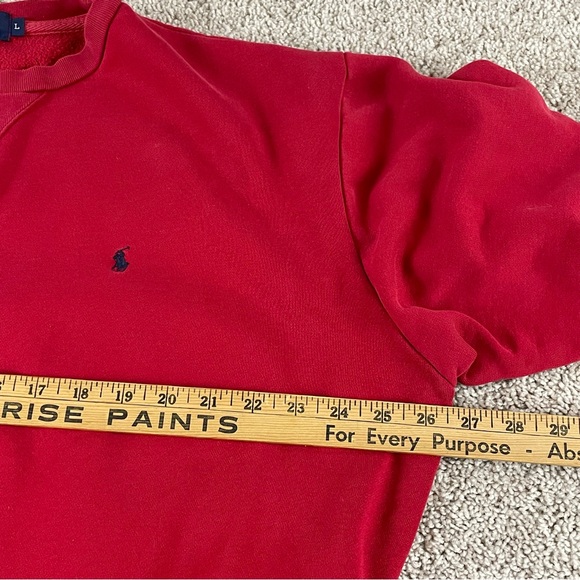 L
17 18 19 20 21 22 23 24 25 26 27 28 29
RISE PAINTS For Every Purpose - Abs